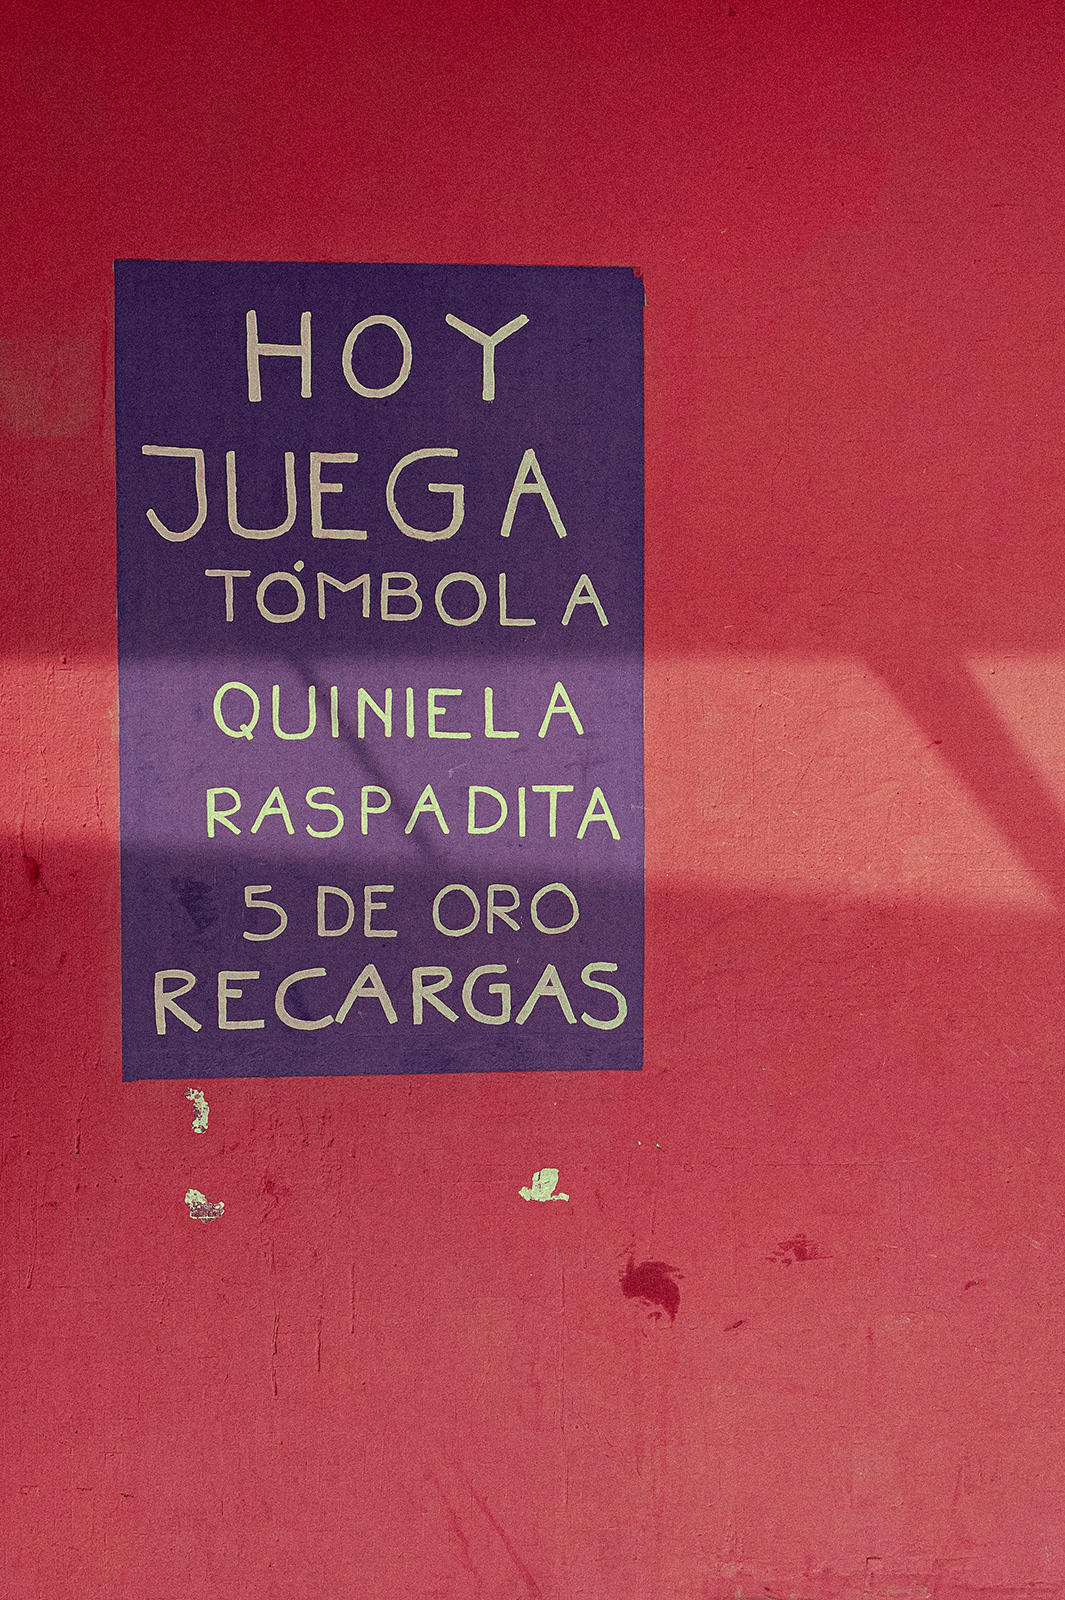 HOY
JUEGA
TÓMBOLA
QUINIELA
RASPADITA
5 DE ORO
RECARGAS